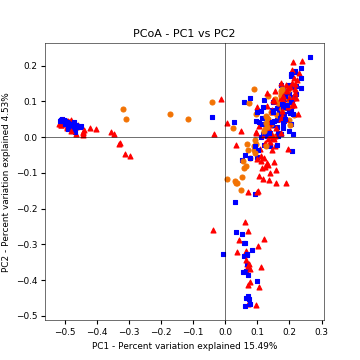 PCoA - PC1 vs PC2
PC2 - Percent variation explained 4.53%
0.2
0.1
0.0
−0.1
−0.2
−0.3
−0.4
−0.5
−0.5 −0.4 −0.3 −0.2 −0.1 0.0 0.1 0.2 0.3
PC1 - Percent variation explained 15.49%